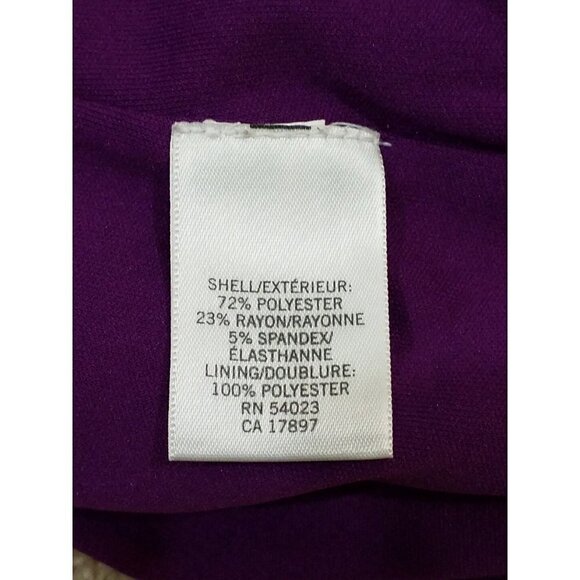 SHELL/EXTÉRIEUR:
72% POLYESTER
23% RAYON/RAYONNE
5% SPANDEX/
ÉLASTHANNE
LINING/DOUBLURE:
100% POLYESTER
RN 54023
CA 17897